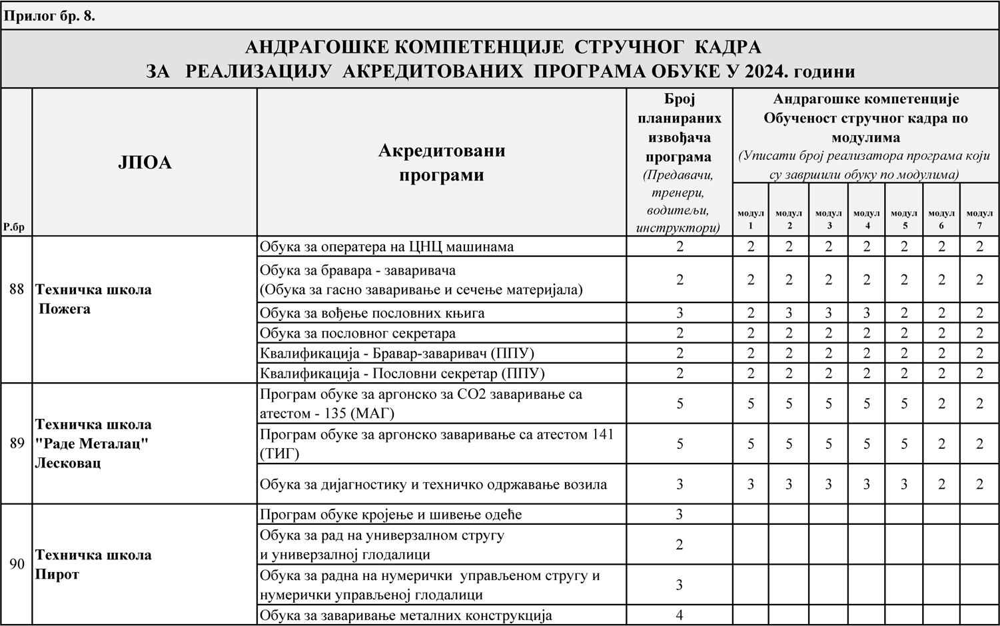 Прилог бр. 8.
АНДРАГОШКЕ КОМПЕТЕНЦИЈЕ СТРУЧНОГ КАДРА
ЗА РЕАЛИЗАЦИЈУ АКРЕДИТОВАНИХ ПРОГРАМА ОБУКЕ У 2024. години
Р.бр
ЈПОА
Акредитовани
програми
Број
планираних
извођача
програма
(Предавачи,
тренери,
водитељи,
инструктори)
Андрагошке компетенције
Обученост стручног кадра по
модулима
(Уписати број реализатора програма који
су завршили обуку по модулима)
модул
1
модул
2
модул
3
модул
4
модул
5
модул
6
модул
7
88
Техничка школа
Пожега
Обука за оператера на ЦНЦ машинама 2 2 2 2 2 2 2 2
Обука за бравара - заваривача
(Обука за гасно заваривање и сечење материјала)
2 2 2 2 2 2 2 2
Обука за вођење пословних књига 3 2 3 3 3 2 2 2
Обука за пословног секретара 2 2 2 2 2 2 2 2
Квалификација - Бравар-заваривач (ППУ) 2 2 2 2 2 2 2 2
Квалификација - Пословни секретар (ППУ) 2 2 2 2 2 2 2 2
89
Техничка школа
"Раде Металац"
Лесковац
Програм обуке за аргонско за СО2 заваривање са
атестом - 135 (МАГ)
5 5 5 5 5 5 2 2
Програм обуке за аргонско заваривање са атестом 141
(ТИГ)
5 5 5 5 5 5 2 2
Обука за дијагностику и техничко одржавање возила 3 3 3 3 3 3 2 2
90
Техничка школа
Пирот
Програм обуке кројење и шивење одеће 3
Обука за рад на универзалном стругу
и универзалној глодалици
2
Обука за радна на нумерички управљеном стругу и
нумерички управљеној глодалици
3
Обука за заваривање металних конструкција 4